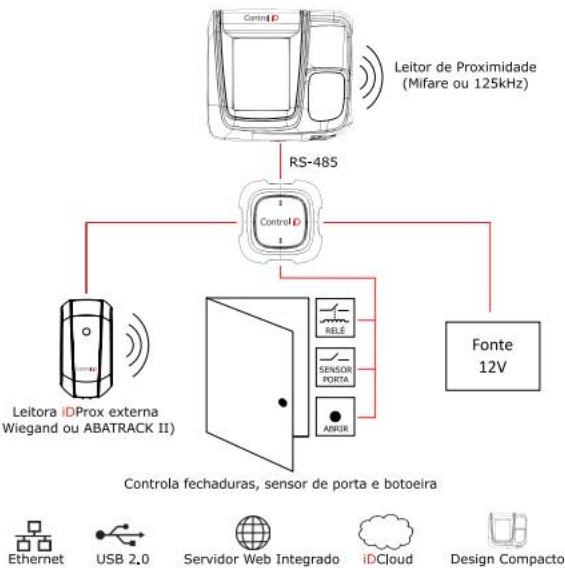 Control iD
Leitor de Proximidade
(Mifare ou 125kHz)
RS-485
Control iD
RELÉ
SENSOR
PORTA
ABRIR
Fonte
12V
Control iD
Leitora iDProx externa
Wiegand ou ABATRACK II)
Controla fechaduras, sensor de porta e botoeira
Ethernet
USB 2.0
Servidor Web Integrado
iDCloud
Design Compacto